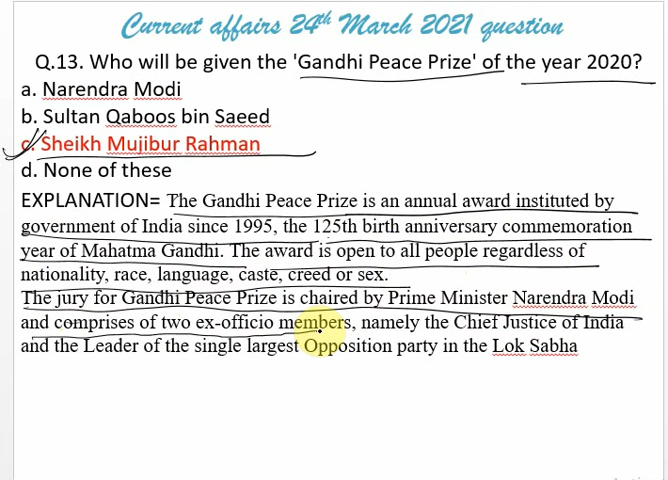 Current affairs 24th March 2021 question
Q.13. Who will be given the 'Gandhi Peace Prize' of the year 2020?
a. Narendra Modi
b. Sultan Qaboos bin Saeed
c. Sheikh Mujibur Rahman
d. None of these
EXPLANATION= The Gandhi Peace Prize is an annual award instituted by
government of India since 1995, the 125th birth anniversary commemoration
year of Mahatma Gandhi. The award is open to all people regardless of
nationality, race, language, caste, creed or sex.
The jury for Gandhi Peace Prize is chaired by Prime Minister Narendra Modi
and comprises of two ex-officio members, namely the Chief Justice of India
and the Leader of the single largest Opposition party in the Lok Sabha